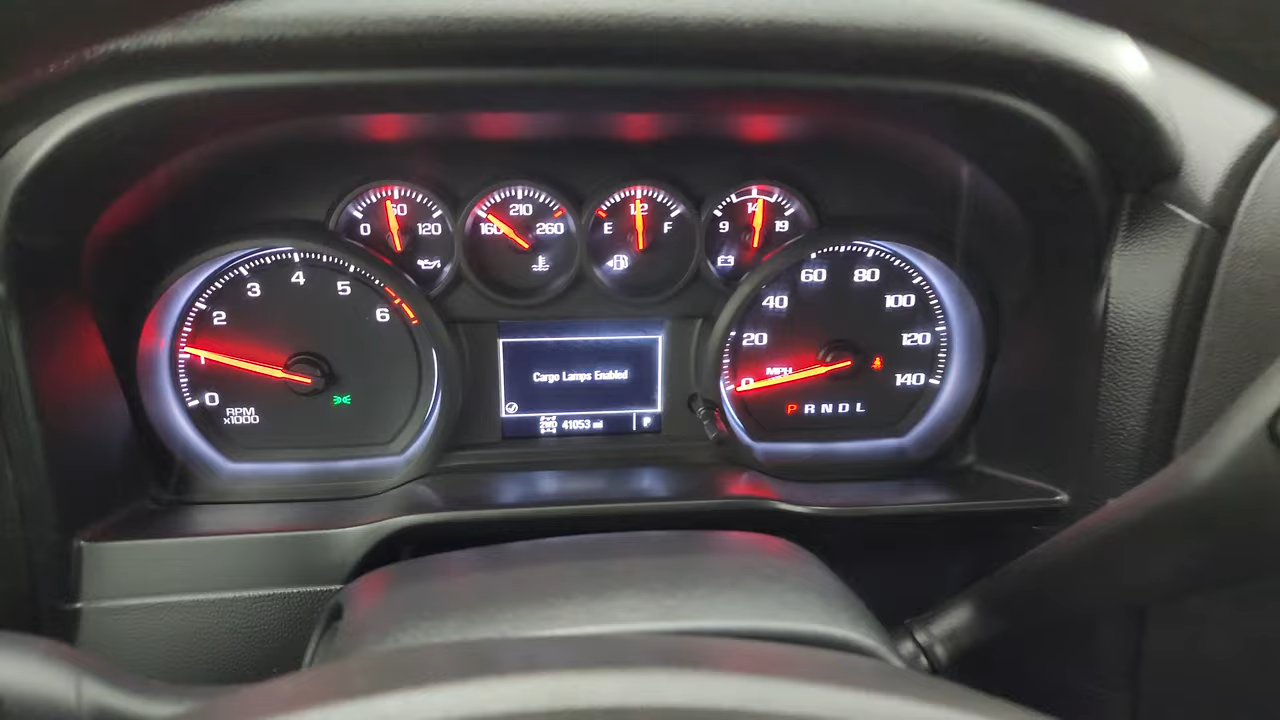 0 60 120
160 210 260
E 1/2 F
9 14 19
0 1 2 3 4 5 6
RPM
x1000
Cargo Lamps Enabled
2WD 41053 mi P
0 20 40 60 80 100 120 140
MPH
P R N D L